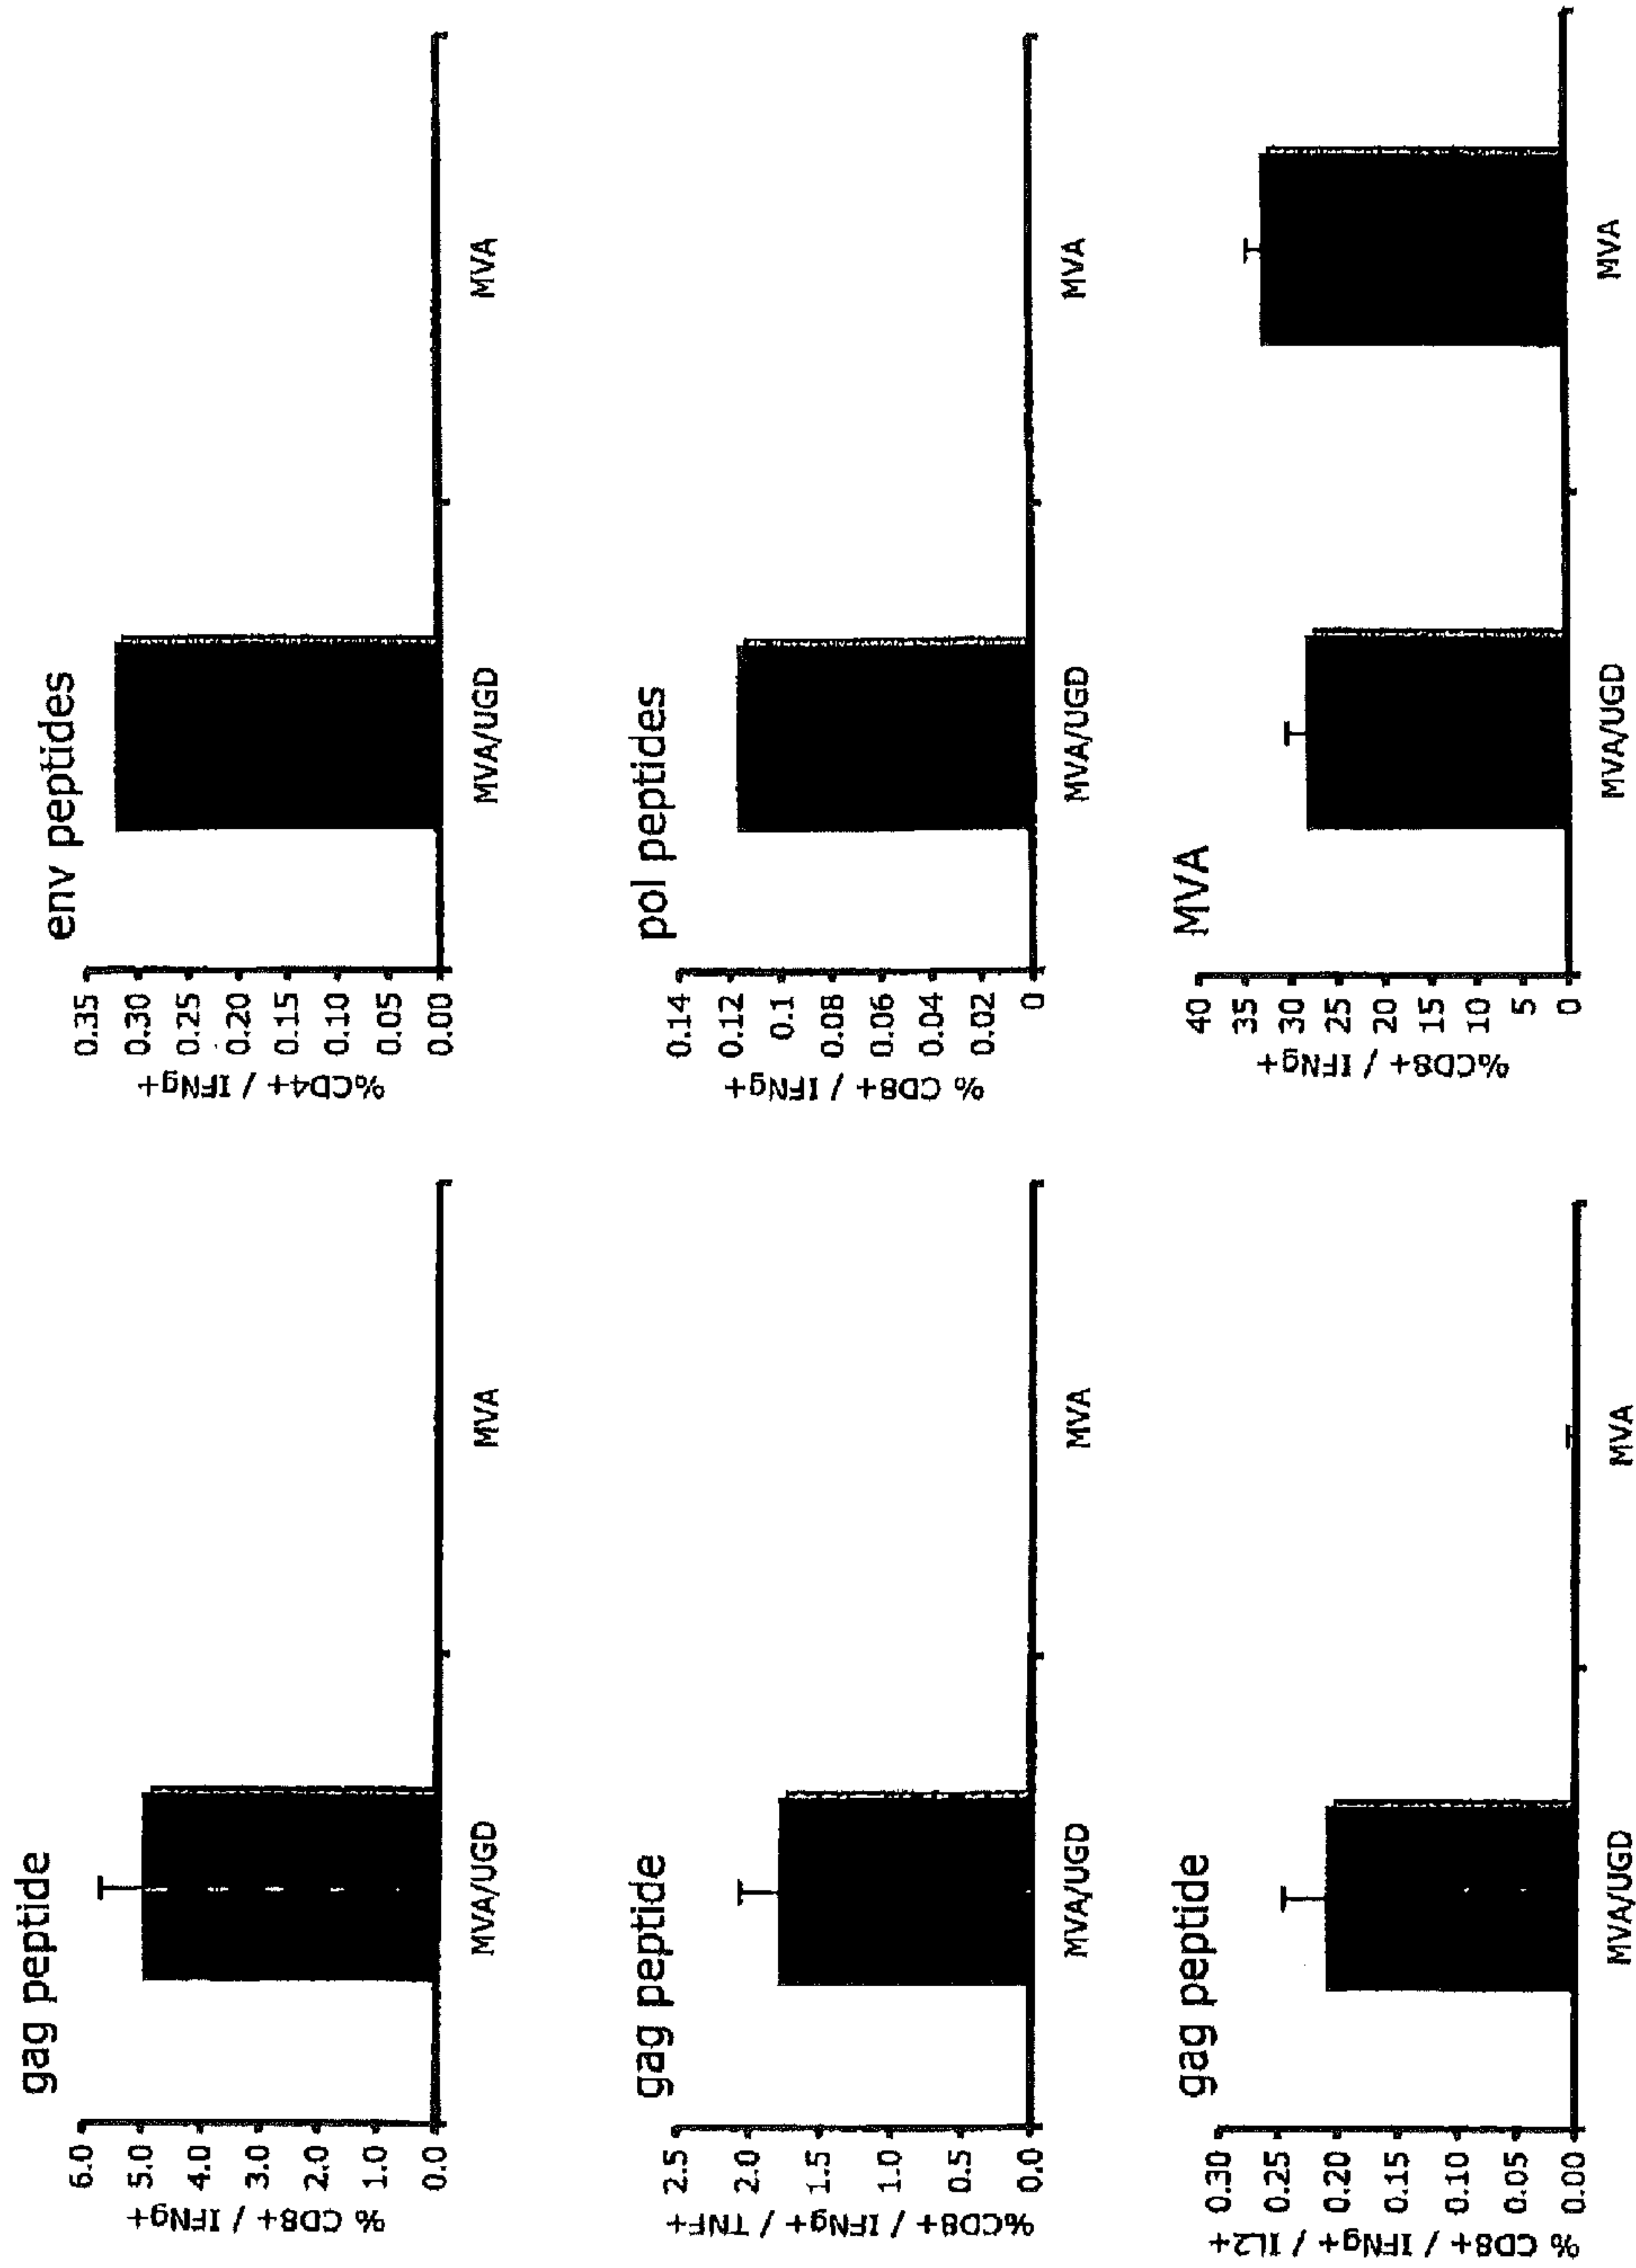 gag peptide
% CD8+ / IFNg+
6.0
5.0
4.0
3.0
2.0
1.0
0.0
MVA/UGD
MVA
env peptides
%CD4+ / IFNg+
0.35
0.30
0.25
0.20
0.15
0.10
0.05
0.00
MVA/UGD
MVA
gag peptide
%CD8+ / IFNg+ / TNF+
2.5
2.0
1.5
1.0
0.5
0.0
MVA/UGD
MVA
pol peptides
% CD8+ / IFNg+
0.14
0.12
0.1
0.08
0.06
0.04
0.02
0
MVA/UGD
MVA
gag peptide
% CD8+ / IFNg+ / IL2+
0.30
0.25
0.20
0.15
0.10
0.05
0.00
MVA/UGD
MVA
MVA
%CD8+ / IFNg+
40
35
30
25
20
15
10
5
0
MVA/UGD
MVA